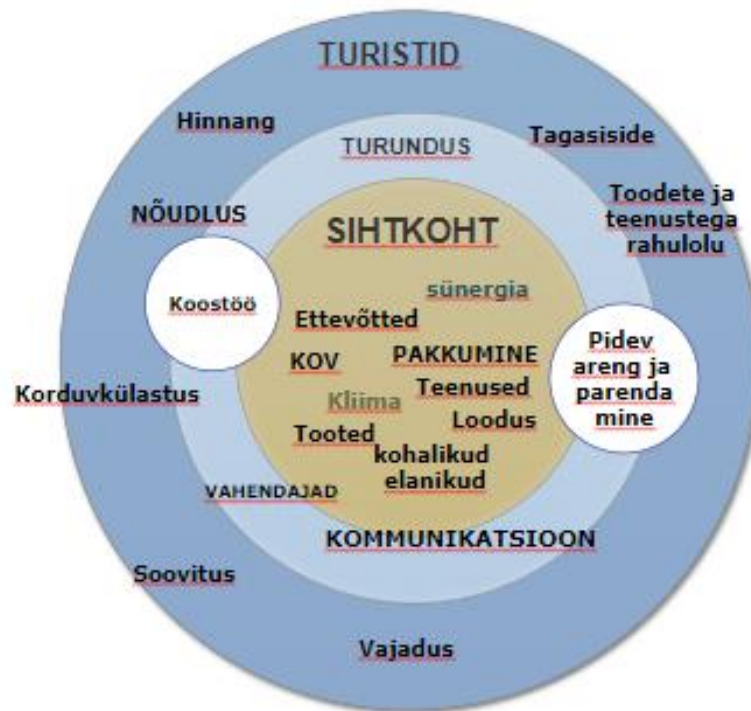 TURISTID
Hinnang
Tagasiside
TURUNDUS
Toodete ja
teenustega
rahulolu
NÕUDLUS
SIHTKOHT
sünergia
Koostöö
Ettevõtted
KOV
PAKKUMINE
Pidev
areng ja
parenda
mine
Teenused
Korduvkülastus
Kliima
Loodus
Tooted
kohalikud
elanikud
VAHENDAJAD
KOMMUNIKATSIOON
Soovitus
Vajadus